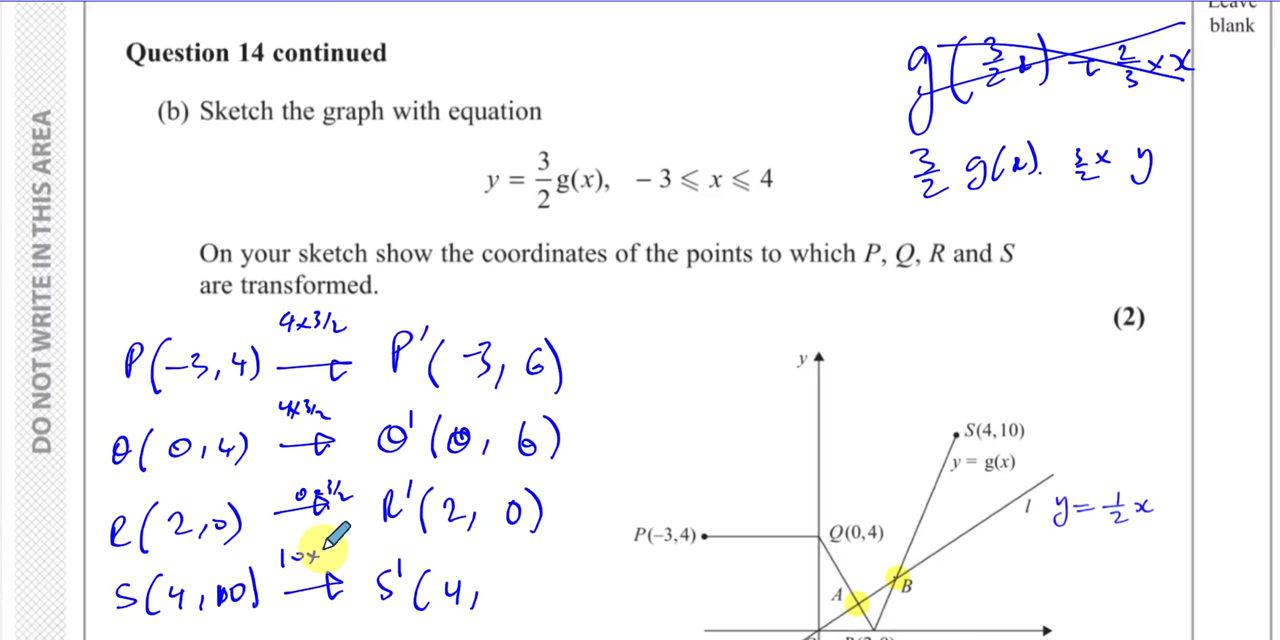 Leave
blank
Question 14 continued
(b) Sketch the graph with equation
y = 3/2 g(x), − 3 ⩽ x ⩽ 4
On your sketch show the coordinates of the points to which P, Q, R and S
are transformed.
(2)
DO NOT WRITE IN THIS AREA
g(3/2 x) 2/3 × x
3/2 g(x). 3/2 × y
4×3/2
P(−3, 4) → P'(−3, 6)
4×3/2
Q(0, 4) → Q'(0, 6)
0×3/2
R(2, 0) → R'(2, 0)
10×
S(4, 10) → S'(4,
y
S(4, 10)
y = g(x)
l y = 1/2 x
P(−3, 4)
Q(0, 4)
A
B